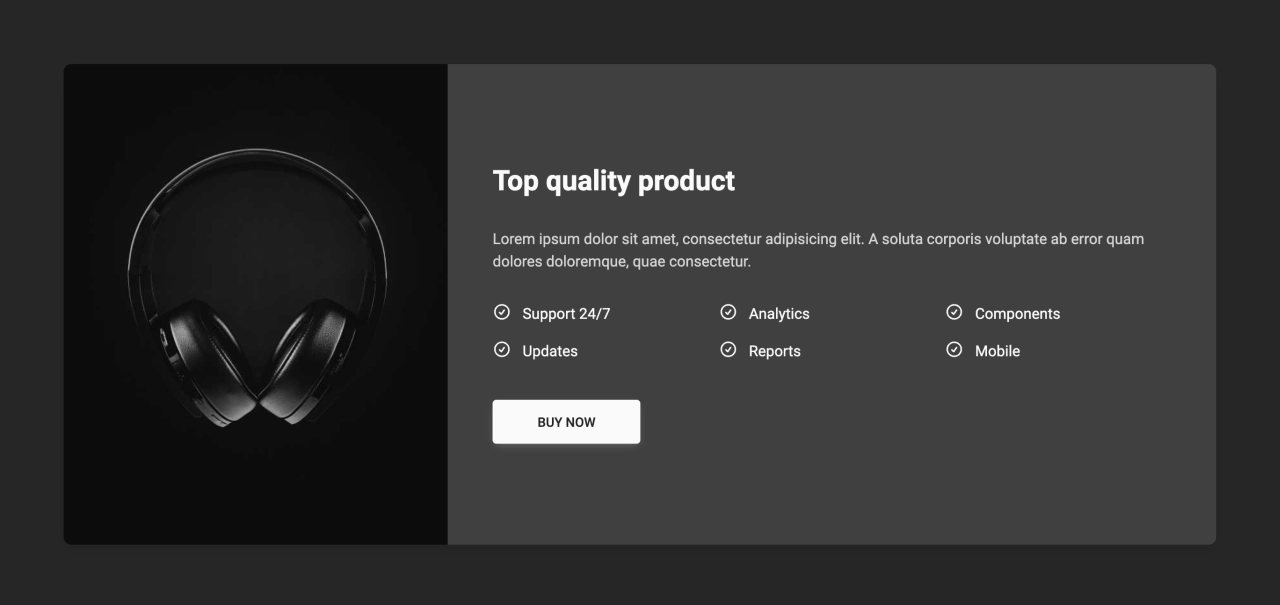 Top quality product
Lorem ipsum dolor sit amet, consectetur adipisicing elit. A soluta corporis voluptate ab error quam
dolores doloremque, quae consectetur.
Support 24/7
Analytics
Components
Updates
Reports
Mobile
BUY NOW